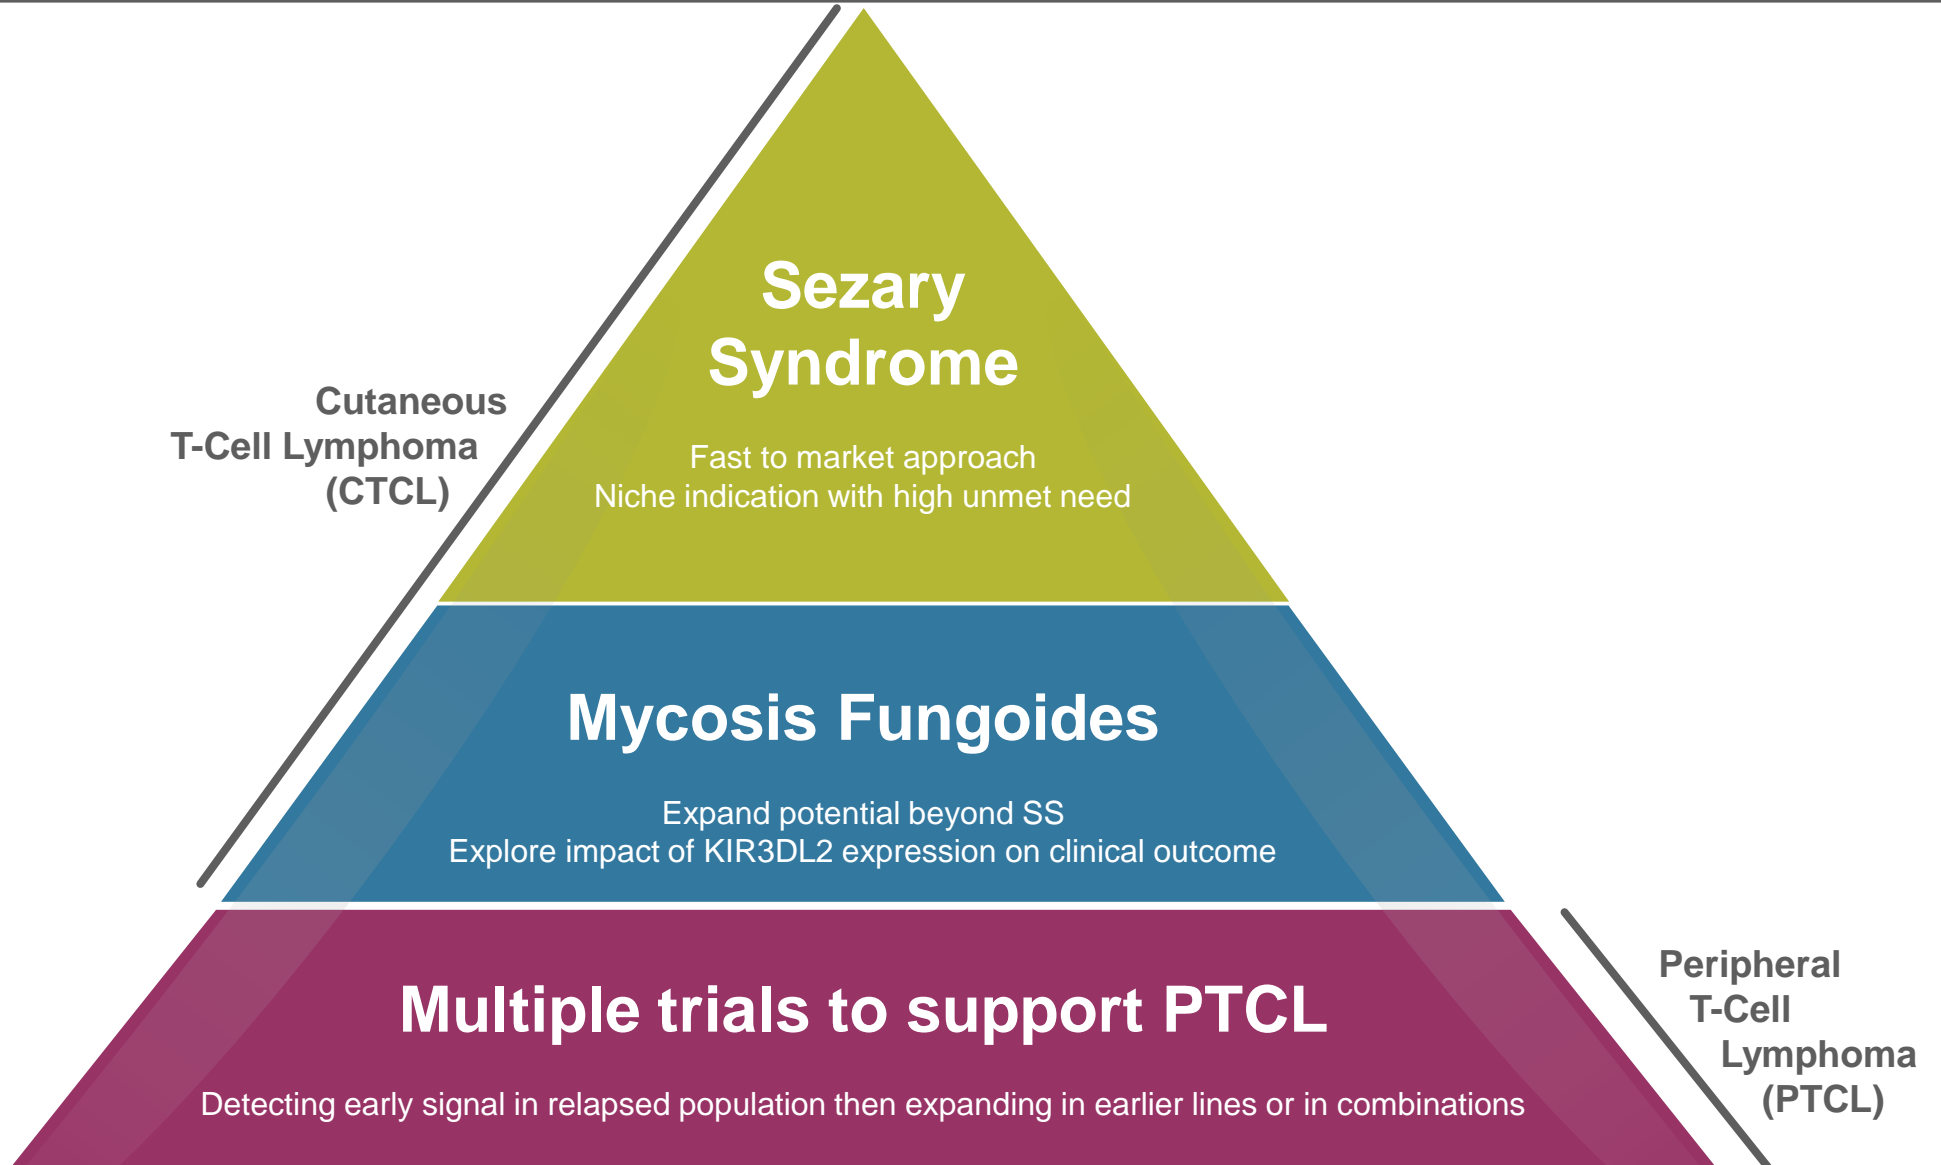 Sezary
Syndrome
Fast to market approach
Niche indication with high unmet need
Cutaneous
T-Cell Lymphoma
(CTCL)
Mycosis Fungoides
Expand potential beyond SS
Explore impact of KIR3DL2 expression on clinical outcome
Multiple trials to support PTCL
Detecting early signal in relapsed population then expanding in earlier lines or in combinations
Peripheral
T-Cell
Lymphoma
(PTCL)